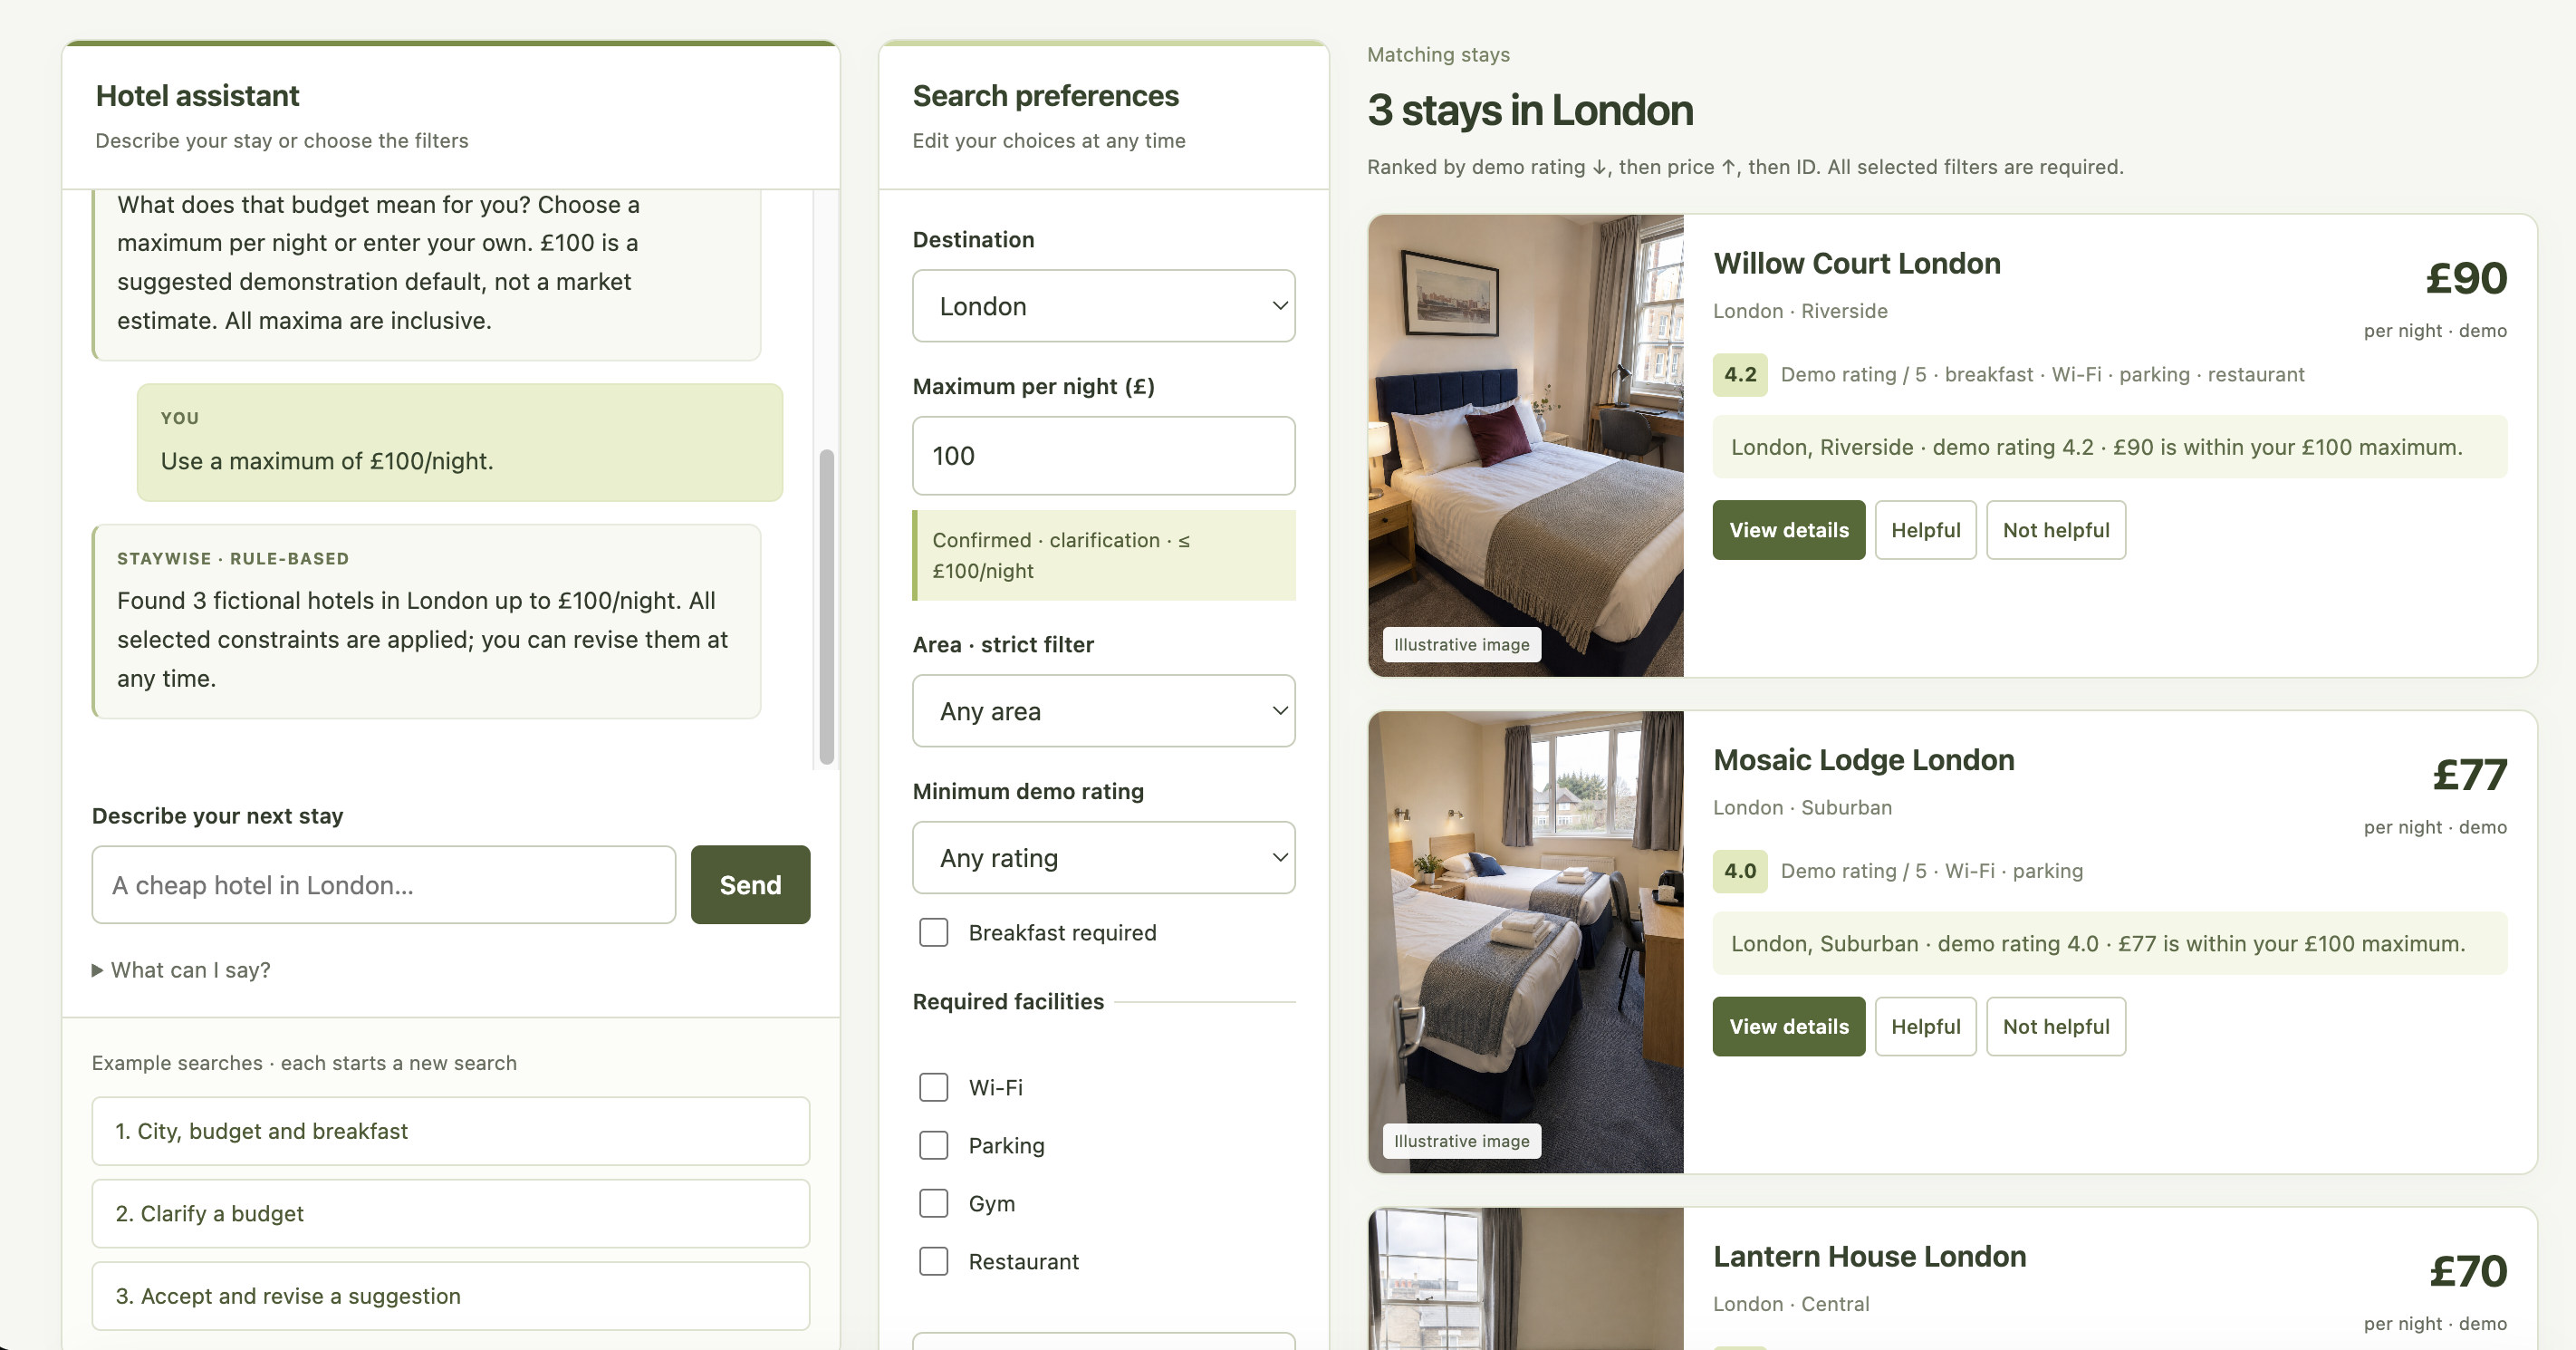 Hotel assistant
Describe your stay or choose the filters
What does that budget mean for you? Choose a
maximum per night or enter your own. £100 is a
suggested demonstration default, not a market
estimate. All maxima are inclusive.
YOU
Use a maximum of £100/night.
STAYWISE · RULE-BASED
Found 3 fictional hotels in London up to £100/night. All
selected constraints are applied; you can revise them at
any time.
Describe your next stay
A cheap hotel in London...
Send
What can I say?
Example searches · each starts a new search
1. City, budget and breakfast
2. Clarify a budget
3. Accept and revise a suggestion
Search preferences
Edit your choices at any time
Destination
London
Maximum per night (£)
100
Confirmed · clarification · ≤
£100/night
Area · strict filter
Any area
Minimum demo rating
Any rating
Breakfast required
Required facilities
Wi-Fi
Parking
Gym
Restaurant
Matching stays
3 stays in London
Ranked by demo rating ↓, then price ↑, then ID. All selected filters are required.
Illustrative image
Willow Court London
London · Riverside
£90
per night · demo
4.2 Demo rating / 5 · breakfast · Wi-Fi · parking · restaurant
London, Riverside · demo rating 4.2 · £90 is within your £100 maximum.
View details
Helpful
Not helpful
Illustrative image
Mosaic Lodge London
London · Suburban
£77
per night · demo
4.0 Demo rating / 5 · Wi-Fi · parking
London, Suburban · demo rating 4.0 · £77 is within your £100 maximum.
View details
Helpful
Not helpful
Lantern House London
London · Central
£70
per night · demo